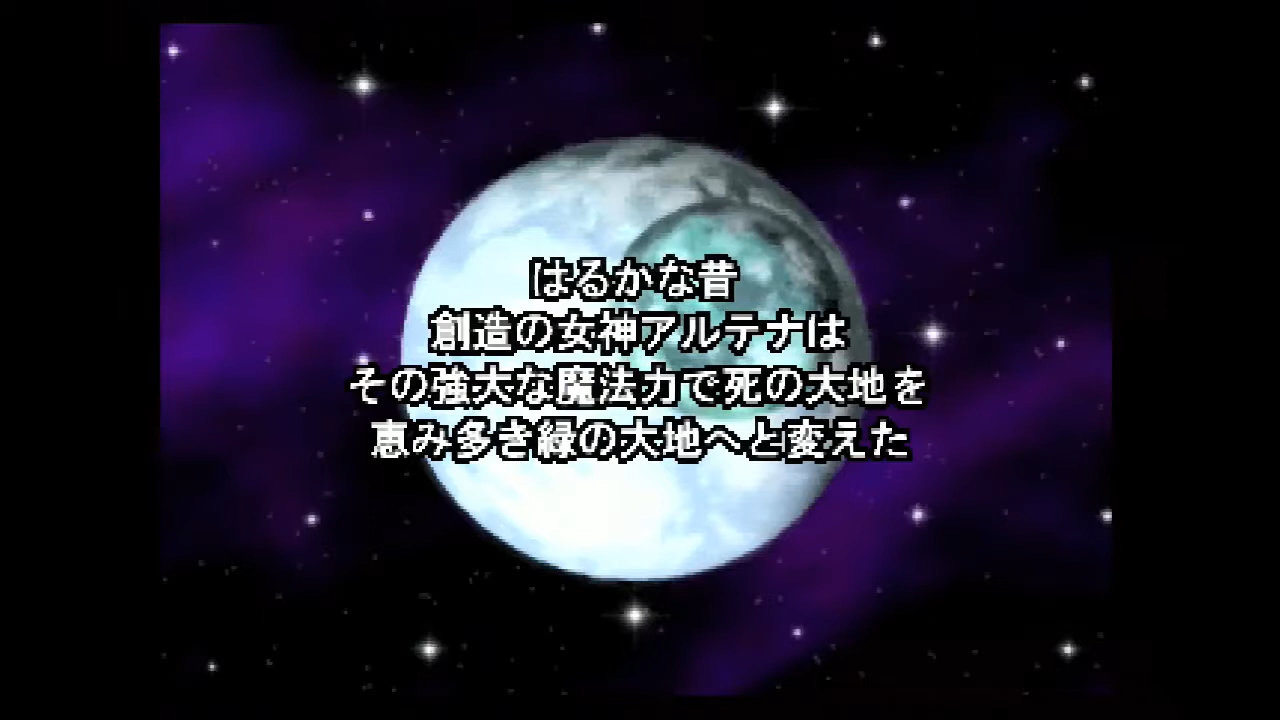 はるかな昔
創造の女神アルテナは
その強大な魔法力で死の大地を
恵み多き緑の大地へと変えた